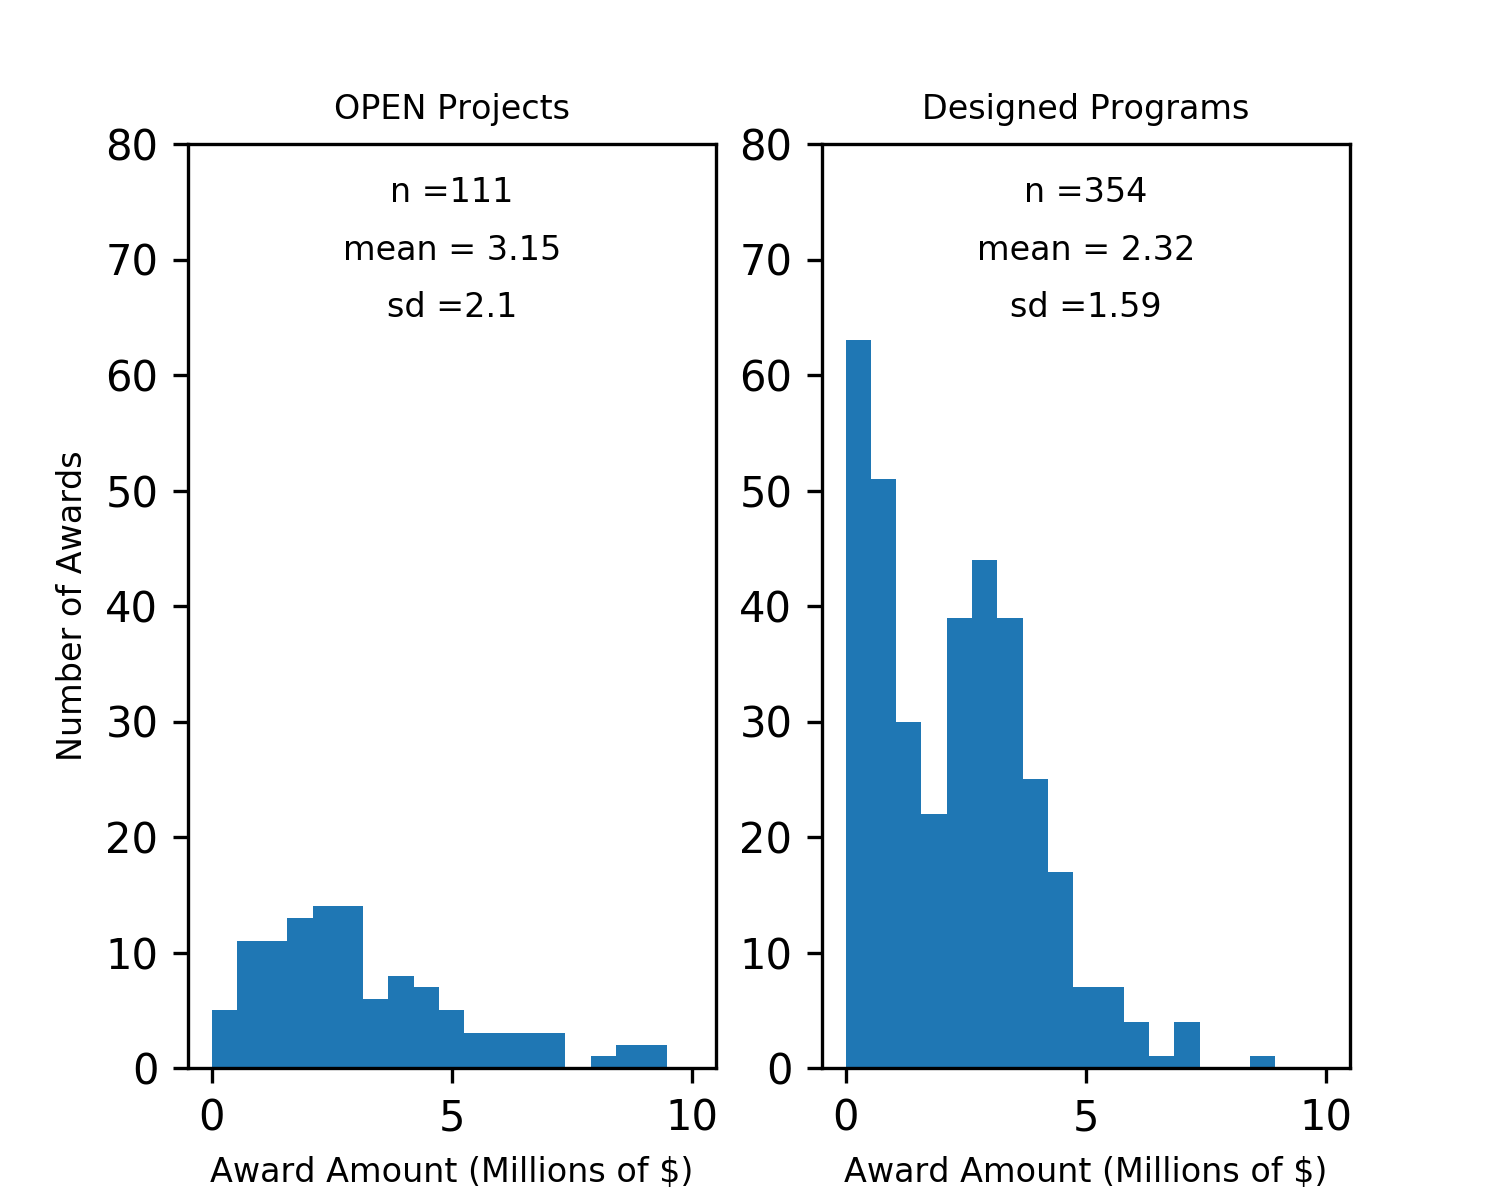 OPEN Projects
n =111
mean = 3.15
sd =2.1
80
70
60
50
40
30
20
10
0
Number of Awards
0 5 10
Award Amount (Millions of $)
Designed Programs
n =354
mean = 2.32
sd =1.59
80
70
60
50
40
30
20
10
0
0 5 10
Award Amount (Millions of $)